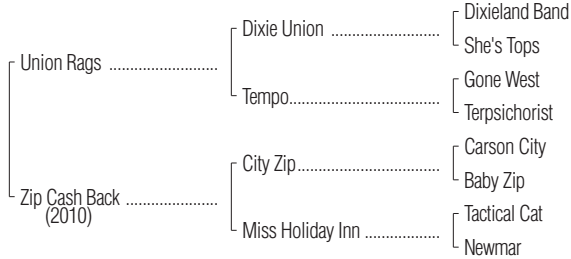 Dixieland Band
Dixie Union ........................
She's Tops
Union Rags ........................
Gone West
Tempo.................................
Terpsichorist
Carson City
City Zip...............................
Baby Zip
Zip Cash Back ....................
(2010)
Tactical Cat
Miss Holiday Inn ................
Newmar